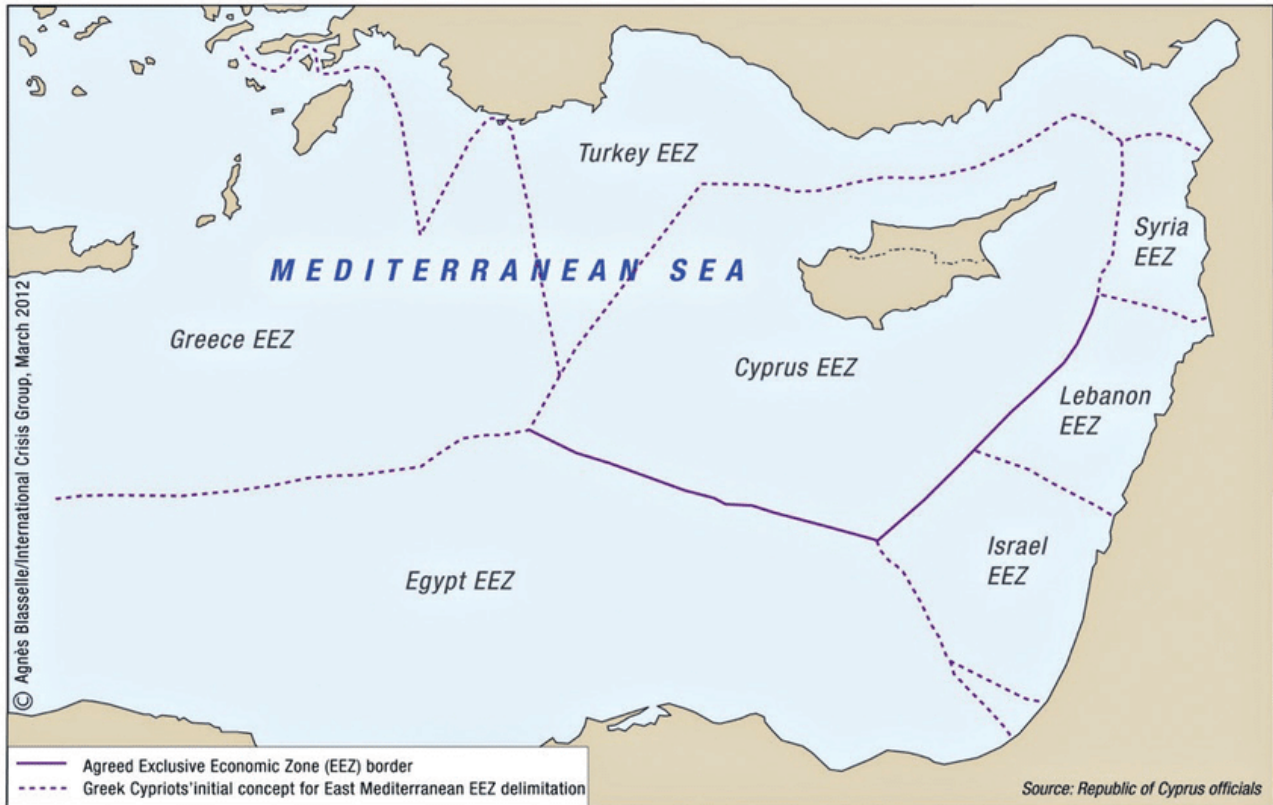 Turkey EEZ
Syria
EEZ
MEDITERRANEAN SEA
Greece EEZ
Cyprus EEZ
Lebanon
EEZ
Israel
EEZ
Egypt EEZ
© Agnès Blasselle/International Crisis Group, March 2012
Agreed Exclusive Economic Zone (EEZ) border
Greek Cypriots'initial concept for East Mediterranean EEZ delimitation
Source: Republic of Cyprus officials